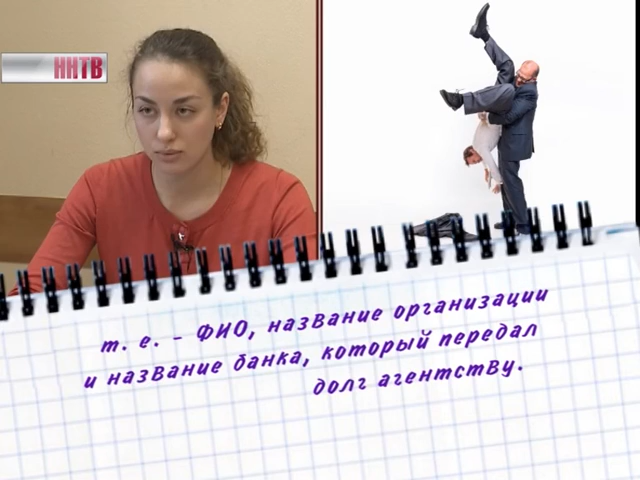 ННТВ
т. е. - ФИО, название организации
и название банка, который передал
долг агентству.